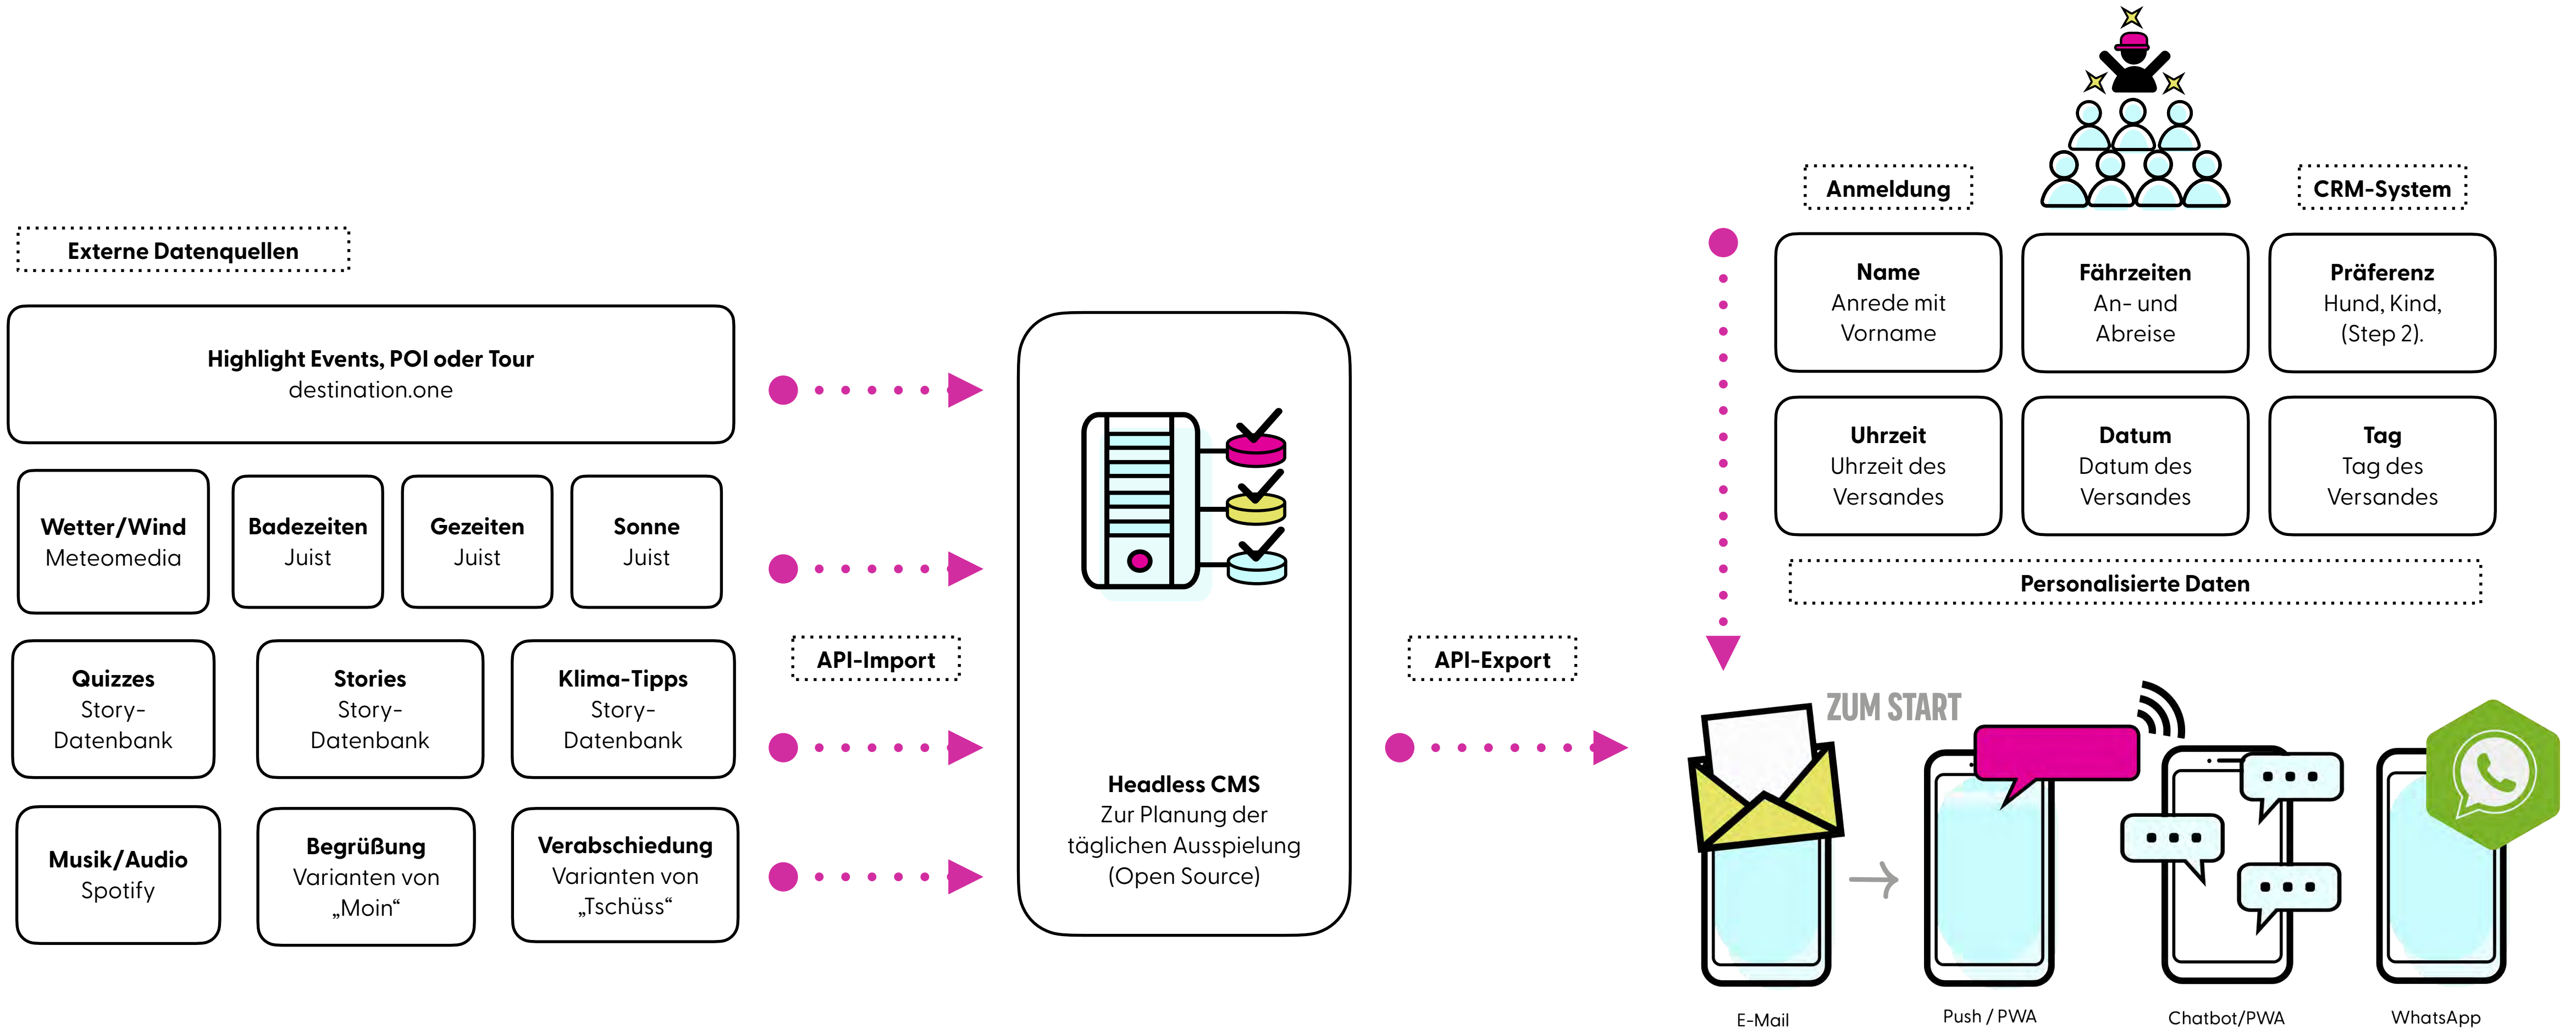 Externe Datenquellen
Highlight Events, POI oder Tour
destination.one
Wetter/Wind
Meteomedia
Badezeiten
Juist
Gezeiten
Juist
Sonne
Juist
Quizzes
Story-
Datenbank
Stories
Story-
Datenbank
Klima-Tipps
Story-
Datenbank
Musik/Audio
Spotify
Begrüßung
Varianten von
„Moin“
Verabschiedung
Varianten von
„Tschüss“
API-Import
Headless CMS
Zur Planung der
täglichen Ausspielung
(Open Source)
API-Export
Anmeldung
CRM-System
Name
Anrede mit
Vorname
Fährzeiten
An- und
Abreise
Präferenz
Hund, Kind,
(Step 2).
Uhrzeit
Uhrzeit des
Versandes
Datum
Datum des
Versandes
Tag
Tag des
Versandes
Personalisierte Daten
ZUM START
E-Mail
Push / PWA
Chatbot/PWA
WhatsApp